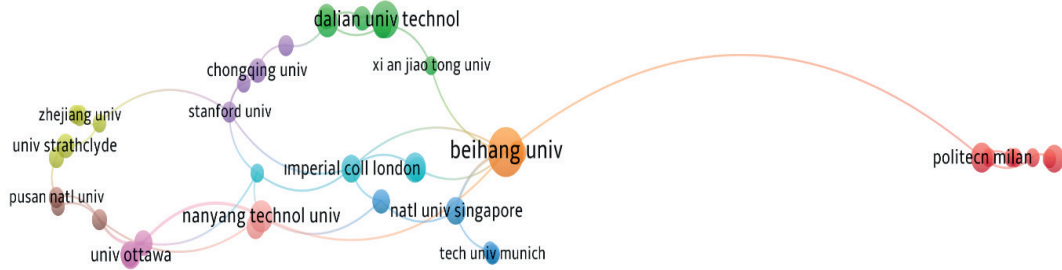 dalian univ technol
xi an jiao tong univ
chongqing univ
stanford univ
zhejiang univ
univ strathclyde
beihang univ
politecn milan
imperial coll london
pusan natl univ
nanyang technol univ
natl univ singapore
univ ottawa
tech univ munich